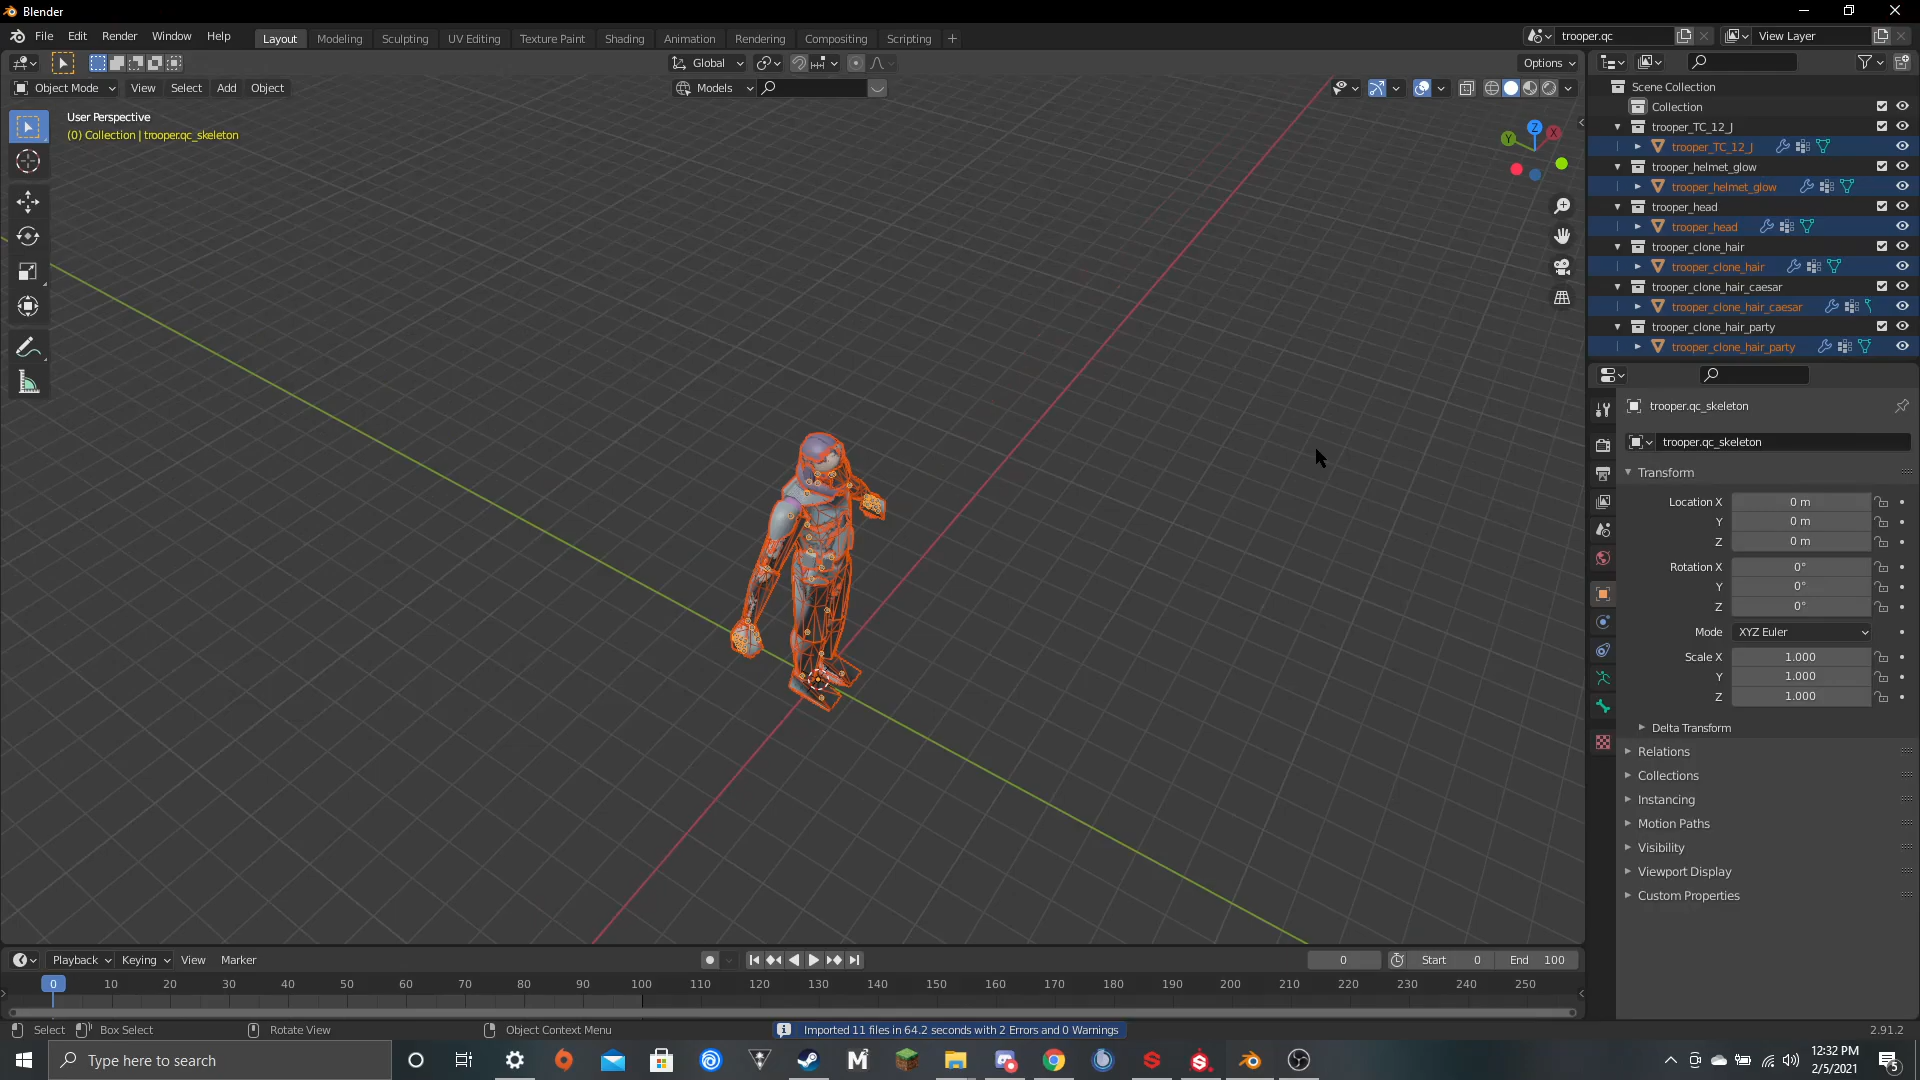 Blender
File Edit Render Window Help
Layout Modeling Sculpting UV Editing Texture Paint Shading Animation Rendering Compositing Scripting +
trooper.qc
View Layer
Global
Options
Object Mode View Select Add Object
Models
User Perspective
(0) Collection | trooper.qc_skeleton
Z
Y
X
Scene Collection
Collection
trooper_TC_12_J
trooper_TC_12_J
trooper_helmet_glow
trooper_helmet_glow
trooper_head
trooper_head
trooper_clone_hair
trooper_clone_hair
trooper_clone_hair_caesar
trooper_clone_hair_caesar
trooper_clone_hair_party
trooper_clone_hair_party
trooper.qc_skeleton
trooper.qc_skeleton
Transform
Location X 0 m
Y 0 m
Z 0 m
Rotation X 0°
Y 0°
Z 0°
Mode XYZ Euler
Scale X 1.000
Y 1.000
Z 1.000
Delta Transform
Relations
Collections
Instancing
Motion Paths
Visibility
Viewport Display
Custom Properties
Playback Keying View Marker
0 Start 0 End 100
0 10 20 30 40 50 60 70 80 90 100 110 120 130 140 150 160 170 180 190 200 210 220 230 240 250
Select Box Select Rotate View Object Context Menu
Imported 11 files in 64.2 seconds with 2 Errors and 0 Warnings
2.91.2
Type here to search
12:32 PM
2/5/2021
5